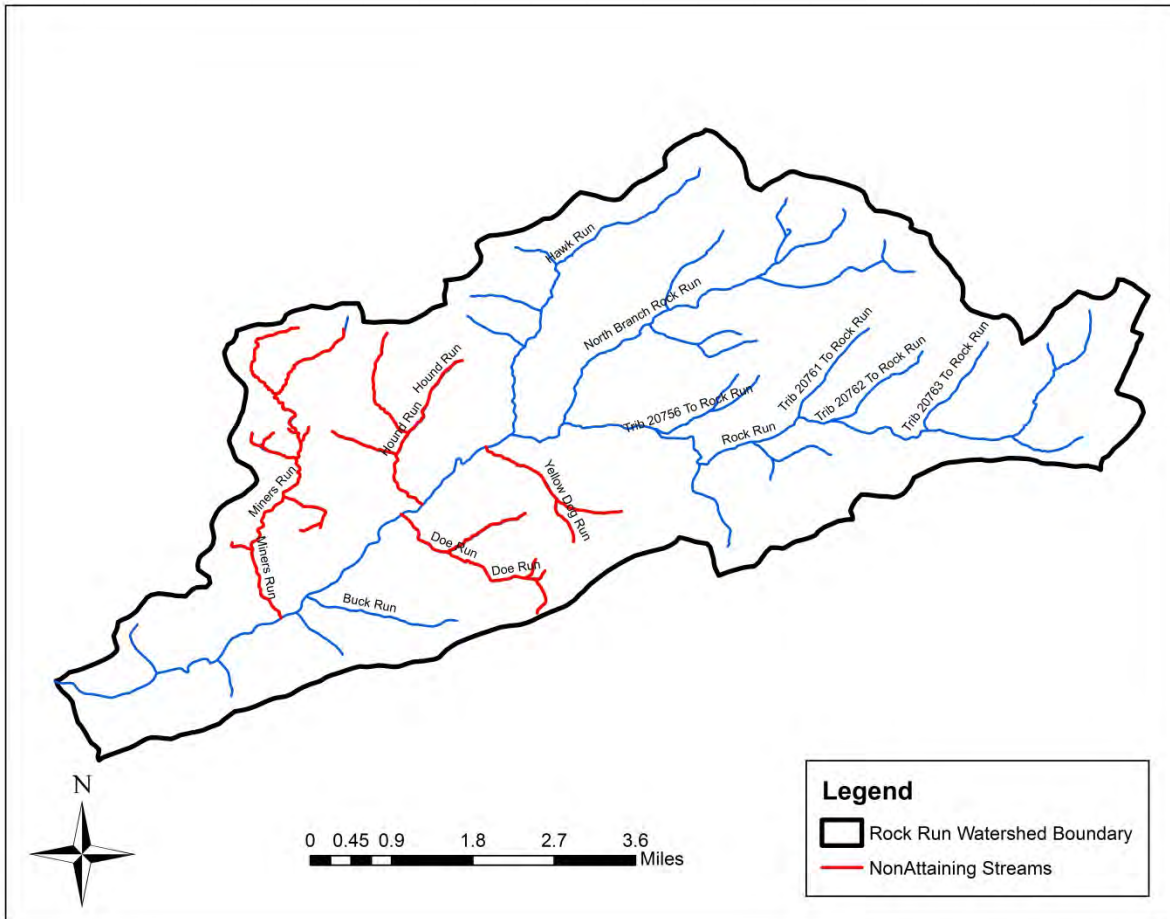 Hawk Run
North Branch Rock Run
Hound Run
Hound Run
Trib 20761 To Rock Run
Trib 20762 To Rock Run
Trib 20763 To Rock Run
Trib 20756 To Rock Run
Rock Run
Miners Run
Yellow Dog Run
Miners Run
Doe Run
Doe Run
Buck Run
N
0 0.45 0.9 1.8 2.7 3.6
Miles
Legend
Rock Run Watershed Boundary
NonAttaining Streams